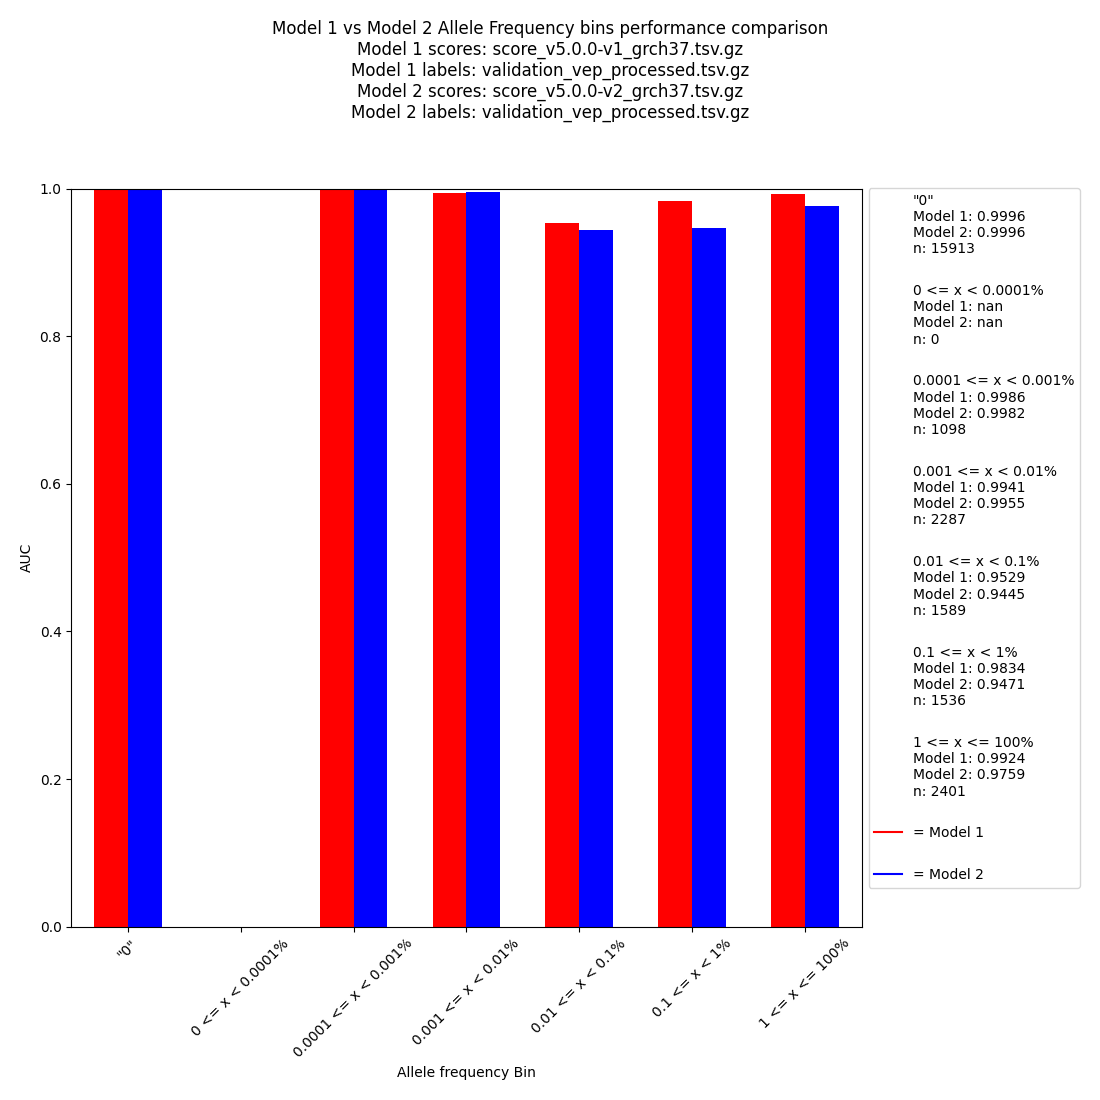 Model 1 vs Model 2 Allele Frequency bins performance comparison
Model 1 scores: score_v5.0.0-v1_grch37.tsv.gz
Model 1 labels: validation_vep_processed.tsv.gz
Model 2 scores: score_v5.0.0-v2_grch37.tsv.gz
Model 2 labels: validation_vep_processed.tsv.gz
1.0
0.8
0.6
0.4
0.2
0.0
AUC
"0"
0 <= x < 0.0001%
0.0001 <= x < 0.001%
0.001 <= x < 0.01%
0.01 <= x < 0.1%
0.1 <= x < 1%
1 <= x <= 100%
Allele frequency Bin
"0"
Model 1: 0.9996
Model 2: 0.9996
n: 15913
0 <= x < 0.0001%
Model 1: nan
Model 2: nan
n: 0
0.0001 <= x < 0.001%
Model 1: 0.9986
Model 2: 0.9982
n: 1098
0.001 <= x < 0.01%
Model 1: 0.9941
Model 2: 0.9955
n: 2287
0.01 <= x < 0.1%
Model 1: 0.9529
Model 2: 0.9445
n: 1589
0.1 <= x < 1%
Model 1: 0.9834
Model 2: 0.9471
n: 1536
1 <= x <= 100%
Model 1: 0.9924
Model 2: 0.9759
n: 2401
= Model 1
= Model 2